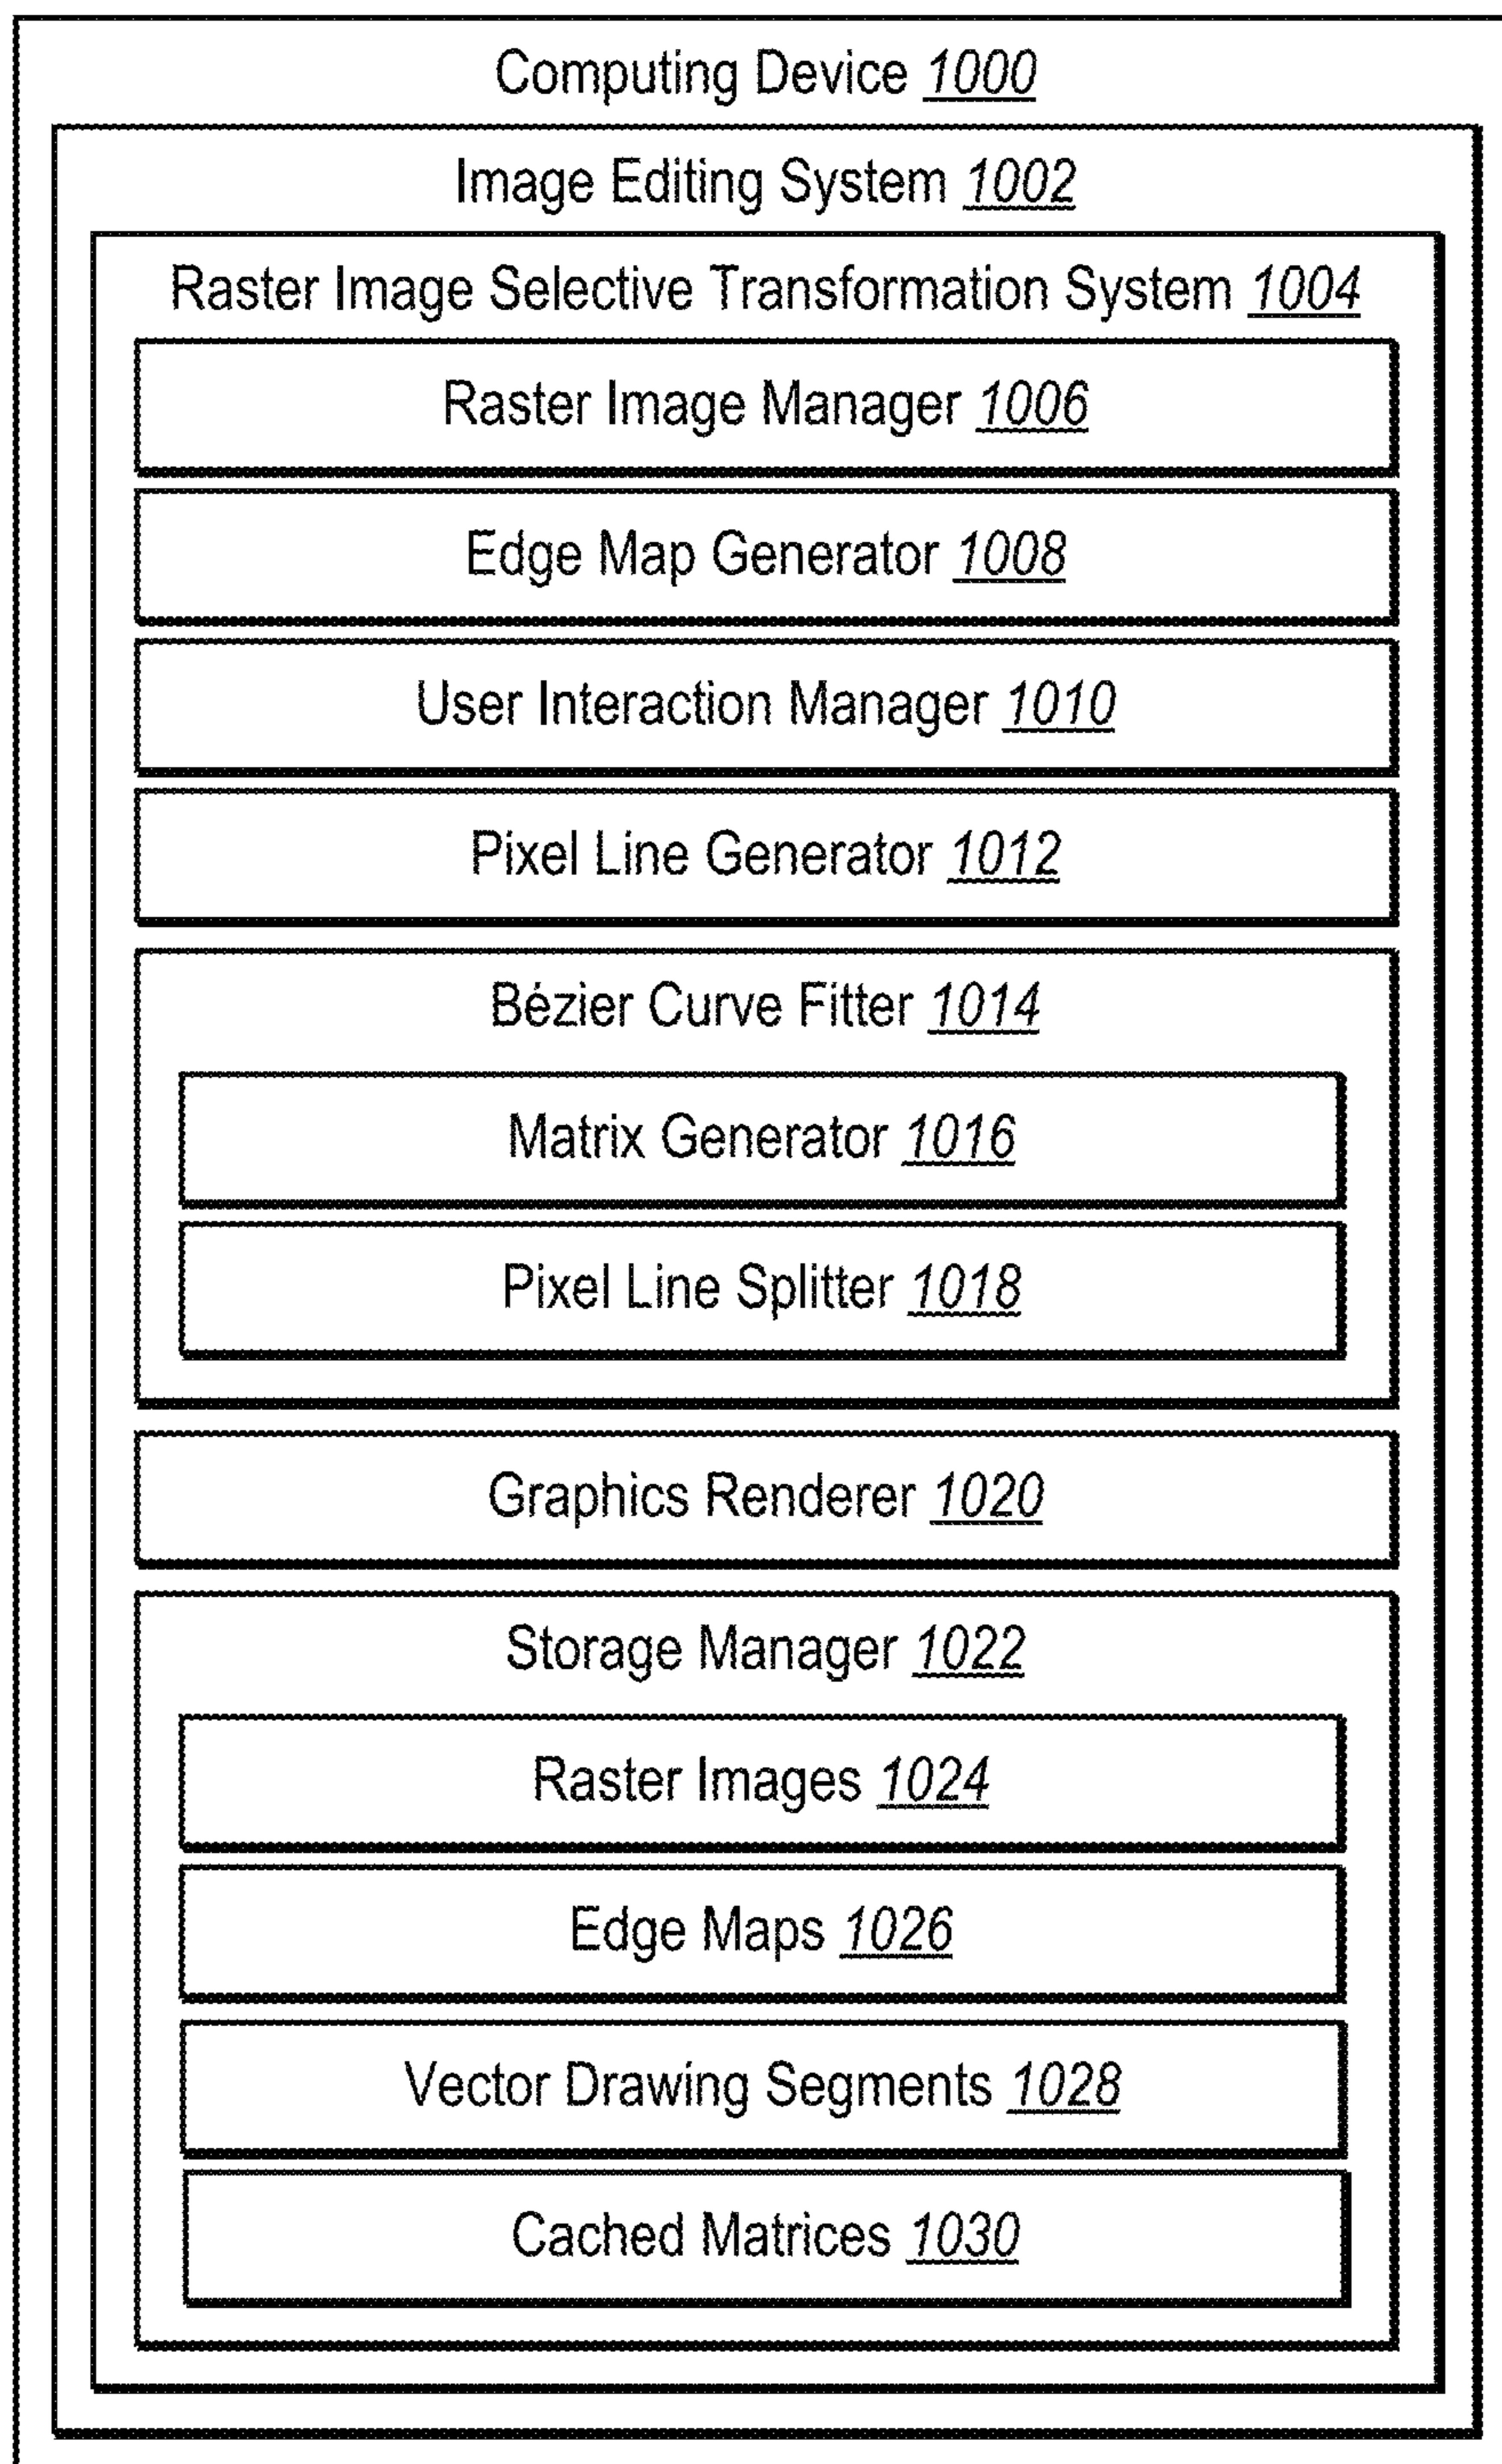 Computing Device 1000
Image Editing System 1002
Raster Image Selective Transformation System 1004
Raster Image Manager 1006
Edge Map Generator 1008
User Interaction Manager 1010
Pixel Line Generator 1012
Bézier Curve Fitter 1014
Matrix Generator 1016
Pixel Line Splitter 1018
Graphics Renderer 1020
Storage Manager 1022
Raster Images 1024
Edge Maps 1026
Vector Drawing Segments 1028
Cached Matrices 1030